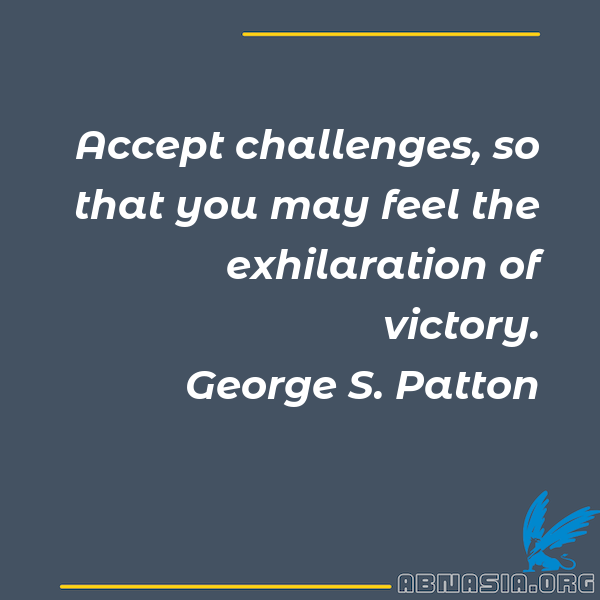 Accept challenges, so
that you may feel the
exhilaration of
victory.
George S. Patton
ABNASIA.ORG